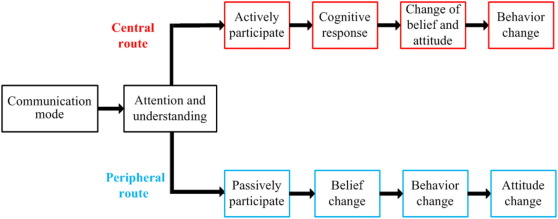 Central
route
Actively
participate
Cognitive
response
Change of
belief and
attitude
Behavior
change
Communication
mode
Attention and
understanding
Peripheral
route
Passively
participate
Belief
change
Behavior
change
Attitude
change